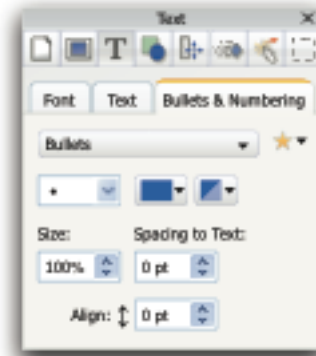 Text
Font Text Bullets & Numbering
Bullets
Size: Spacing to Text:
100% 0 pt
Align: 0 pt